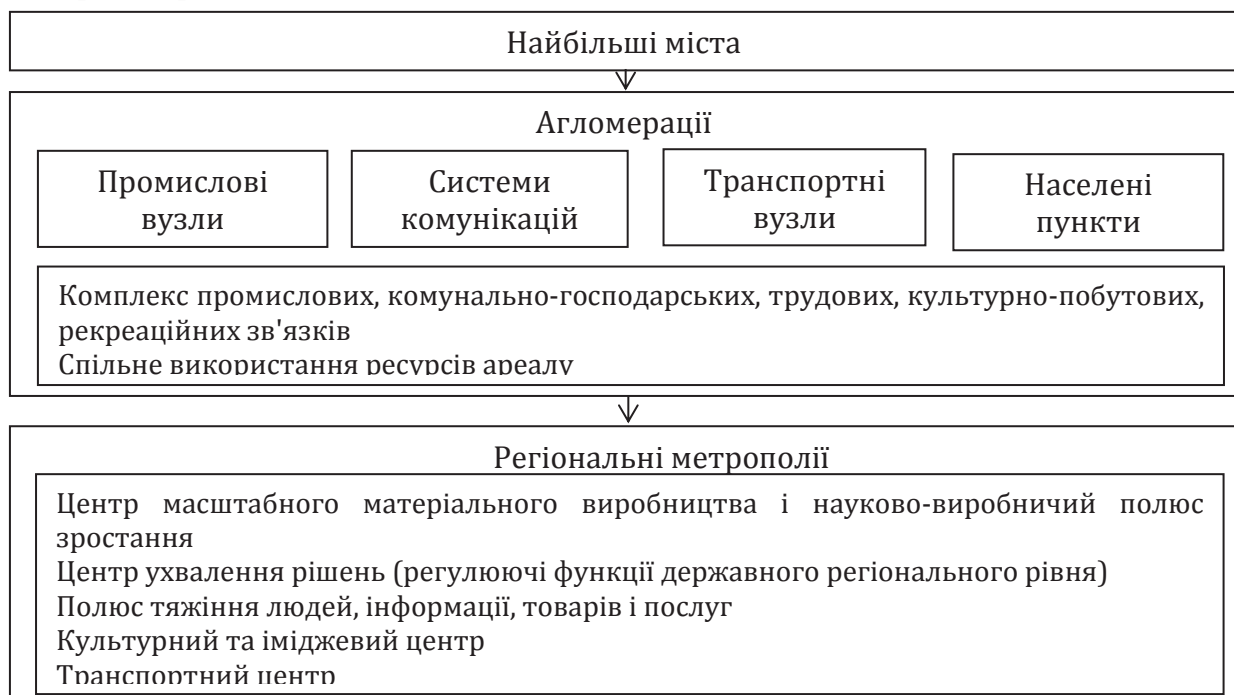 Найбільші міста
Агломерації
Промислові
вузли
Системи
комунікацій
Транспортні
вузли
Населені
пункти
Комплекс промислових, комунально-господарських, трудових, культурно-побутових,
рекреаційних зв'язків
Спільне використання ресурсів ареалу
Регіональні метрополії
Центр масштабного матеріального виробництва і науково-виробничий полюс
зростання
Центр ухвалення рішень (регулюючі функції державного регіонального рівня)
Полюс тяжіння людей, інформації, товарів і послуг
Культурний та іміджевий центр
Транспортний центр